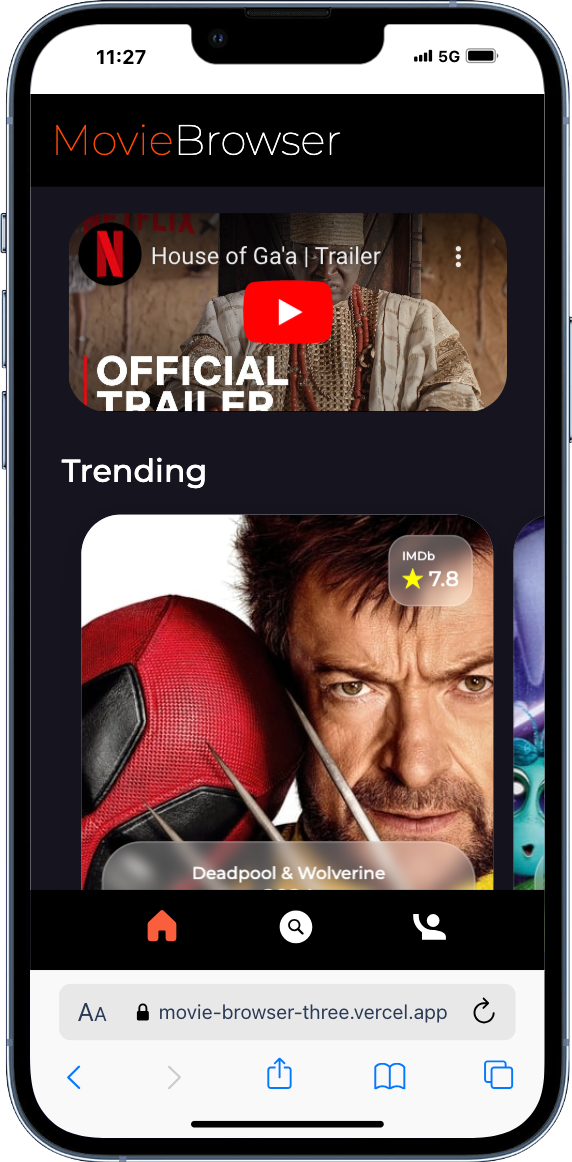 11:27
5G
MovieBrowser
NETFLIX
N
House of Ga'a | Trailer
OFFICIAL
TRAILER
Trending
IMDb
7.8
Deadpool & Wolverine
AA
movie-browser-three.vercel.app